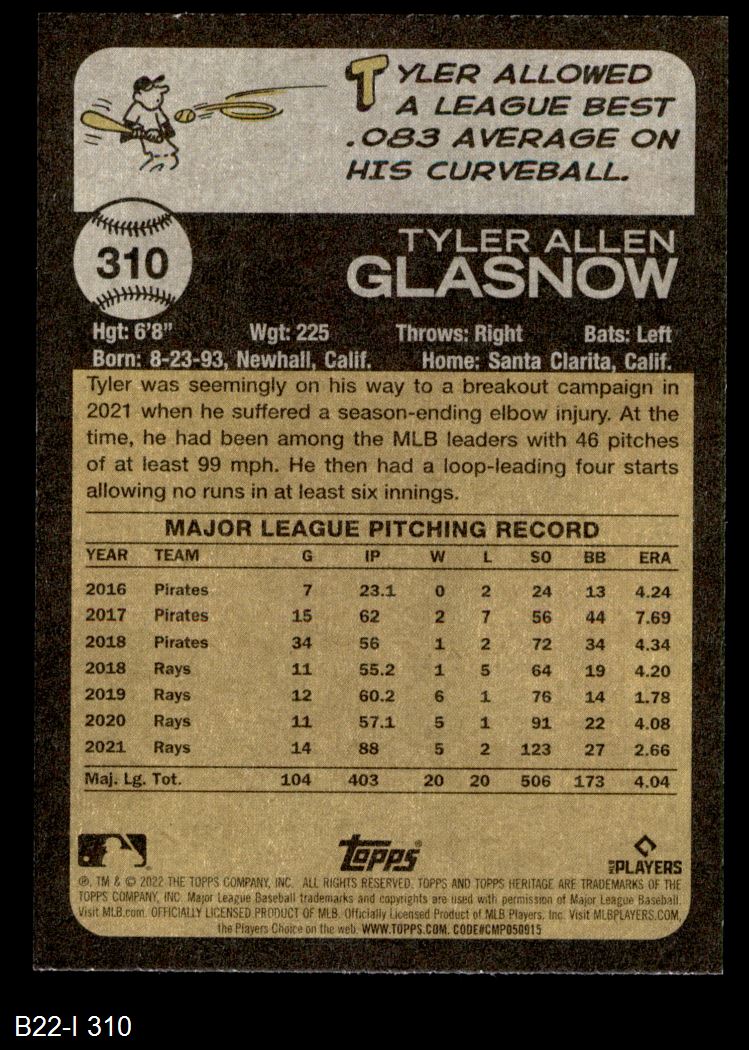 TYLER ALLOWED
A LEAGUE BEST
.083 AVERAGE ON
HIS CURVEBALL.
310
TYLER ALLEN
GLASNOW
Hgt: 6'8" Wgt: 225 Throws: Right Bats: Left
Born: 8-23-93, Newhall, Calif. Home: Santa Clarita, Calif.
Tyler was seemingly on his way to a breakout campaign in
2021 when he suffered a season-ending elbow injury. At the
time, he had been among the MLB leaders with 46 pitches
of at least 99 mph. He then had a loop-leading four starts
allowing no runs in at least six innings.
MAJOR LEAGUE PITCHING RECORD
YEAR TEAM G IP W L SO BB ERA
2016 Pirates 7 23.1 0 2 24 13 4.24
2017 Pirates 15 62 2 7 56 44 7.69
2018 Pirates 34 56 1 2 72 34 4.34
2018 Rays 11 55.2 1 5 64 19 4.20
2019 Rays 12 60.2 6 1 76 14 1.78
2020 Rays 11 57.1 5 1 91 22 4.08
2021 Rays 14 88 5 2 123 27 2.66
Maj. Lg. Tot. 104 403 20 20 506 173 4.04
topps®
MLB PLAYERS
®, TM & © 2022 THE TOPPS COMPANY, INC. ALL RIGHTS RESERVED. TOPPS AND TOPPS HERITAGE ARE TRADEMARKS OF THE
TOPPS COMPANY, INC. Major League Baseball trademarks and copyrights are used with permission of Major League Baseball.
Visit MLB.com. OFFICIALLY LICENSED PRODUCT OF MLB. Officially Licensed Product of MLB Players, Inc. Visit MLBPLAYERS.COM,
the Players Choice on the web. WWW.TOPPS.COM. CODE#CMP050915
B22-I 310